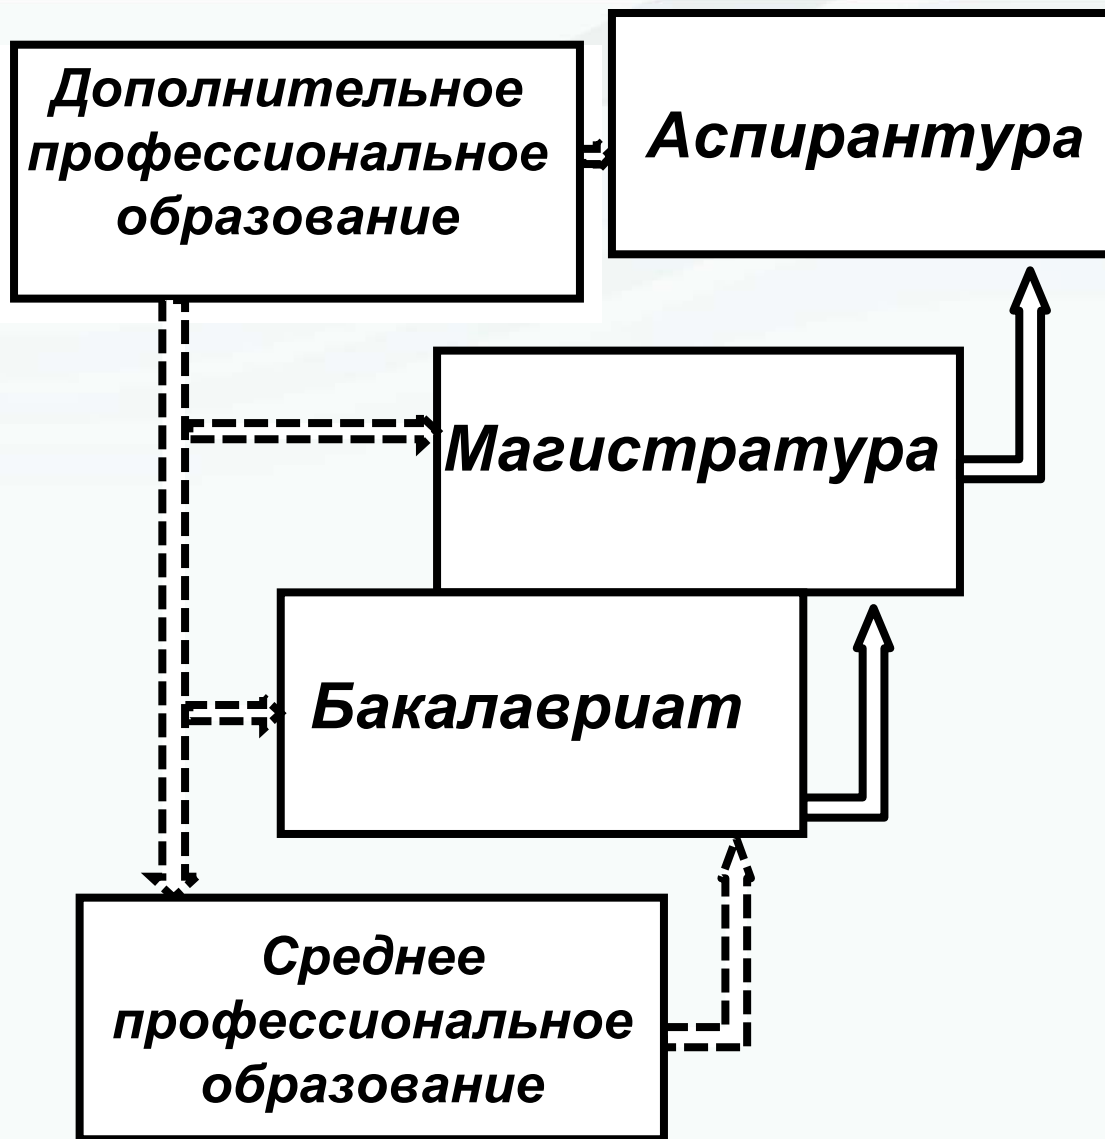 Дополнительное
профессиональное
образование
Аспирантура
Магистратура
Бакалавриат
Среднее
профессиональное
образование